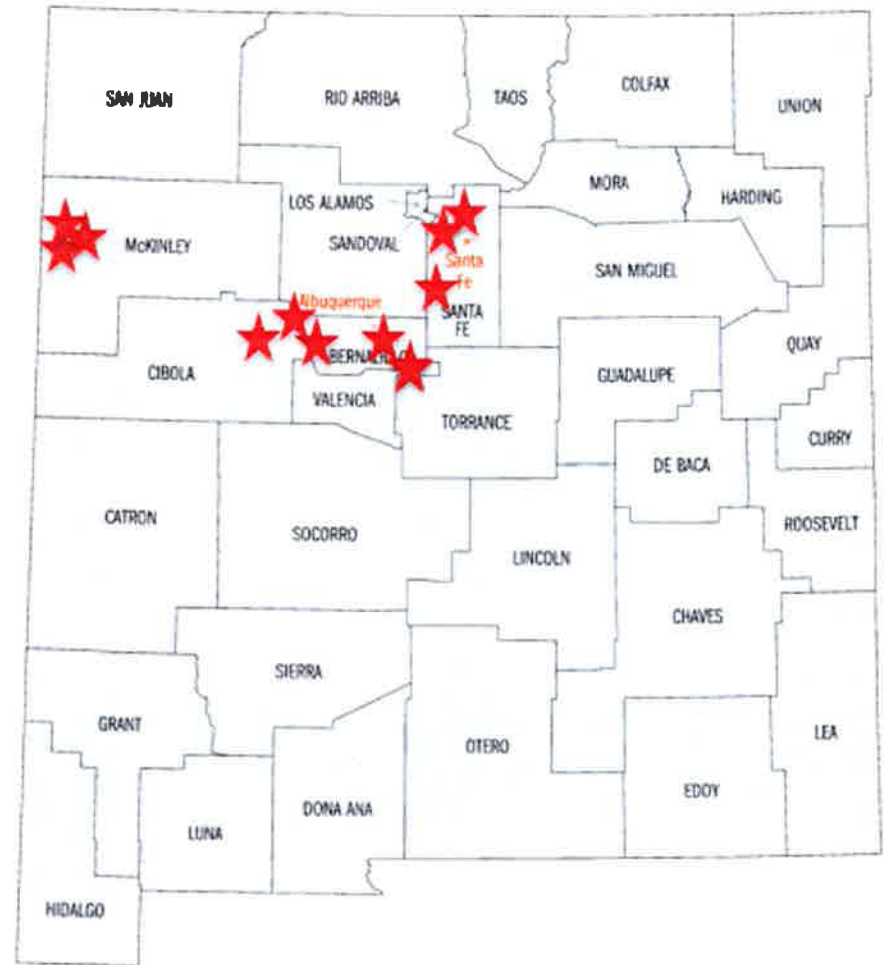 SAN JUAN
RIO ARRIBA
TAOS
COLFAX
UNION
MORA
HARDING
LOS ALAMOS
McKINLEY
SANDOVAL
Santa
Fe
SAN MIGUEL
Albuquerque
SANTA
FE
QUAY
CIBOLA
VALENCIA
GUADALUPE
TORRANCE
CURRY
DE BACA
CATRON
SOCORRO
ROOSEVELT
LINCOLN
CHAVES
SIERRA
GRANT
OTERO
LEA
EDDY
DONA ANA
LUNA
HIDALGO